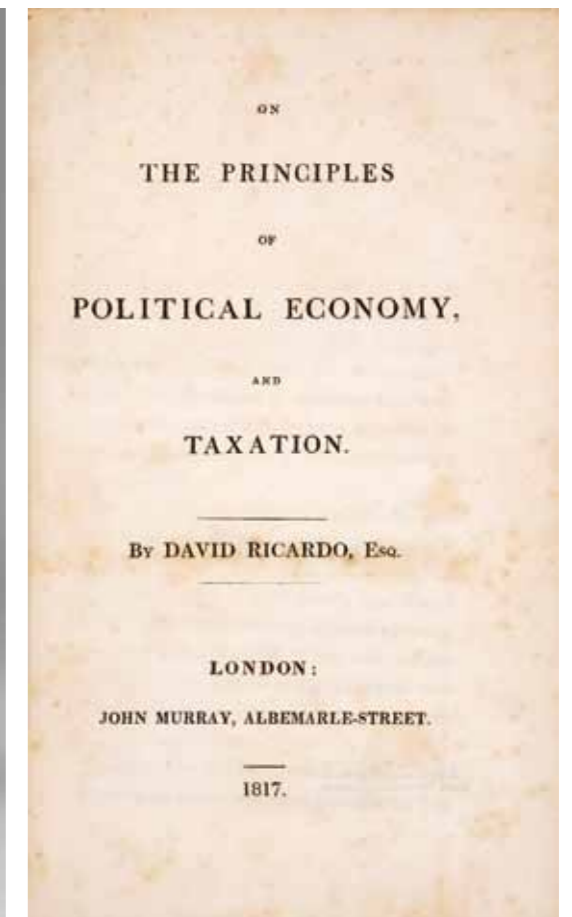 ON
THE PRINCIPLES
OF
POLITICAL ECONOMY,
AND
TAXATION.
By DAVID RICARDO, Esq.
LONDON:
JOHN MURRAY, ALBEMARLE-STREET.
1817.